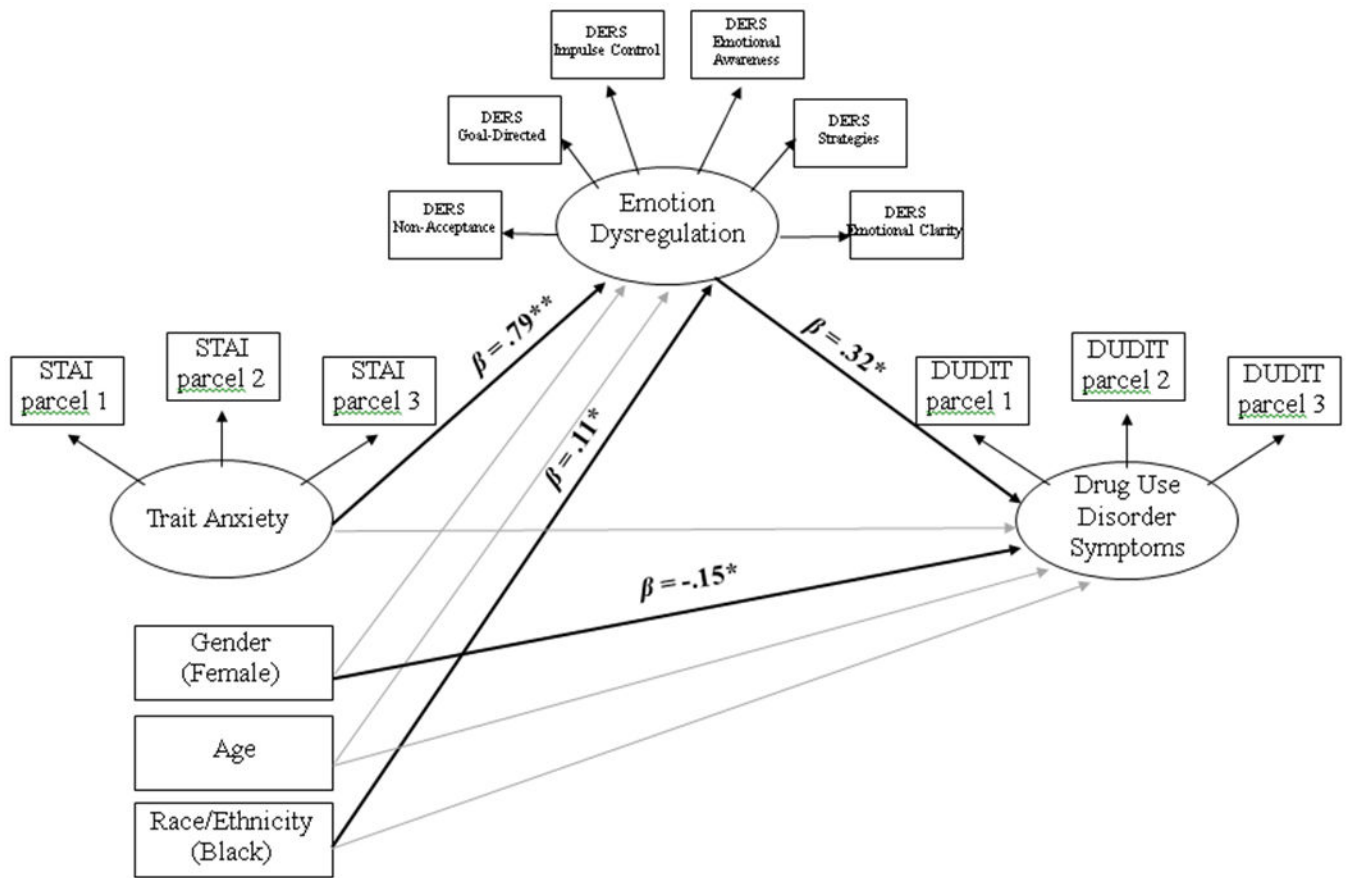 DERS
Impulse Control
DERS
Emotional
Awareness
DERS
Goal-Directed
DERS
Strategies
DERS
Non-Acceptance
Emotion
Dysregulation
DERS
Emotional Clarity
β = .79**
β = .32*
β = .11*
STAI
parcel 1
STAI
parcel 2
STAI
parcel 3
DUDIT
parcel 1
DUDIT
parcel 2
DUDIT
parcel 3
Trait Anxiety
Drug Use
Disorder
Symptoms
β = -.15*
Gender
(Female)
Age
Race/Ethnicity
(Black)